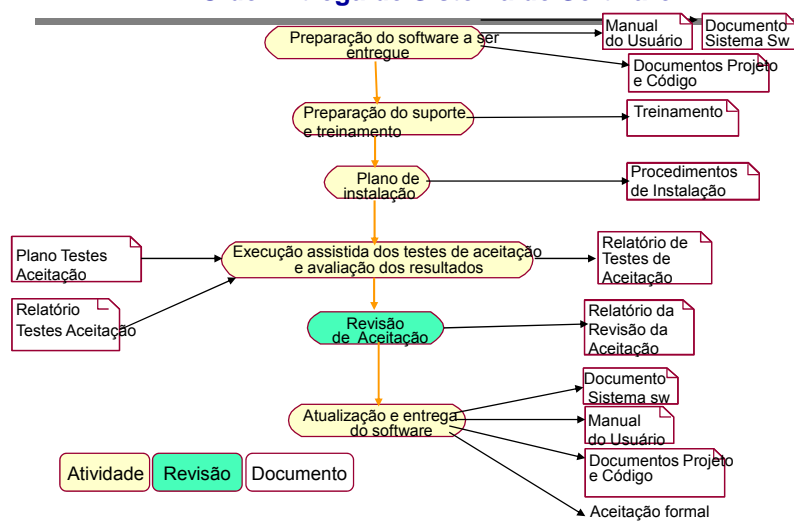 Preparação do software a ser
entregue
Manual
do Usuário
Documento
Sistema Sw
Documentos Projeto
e Código
Preparação do suporte
e treinamento
Treinamento
Plano de
instalação
Procedimentos
de Instalação
Plano Testes
Aceitação
Relatório
Testes Aceitação
Execução assistida dos testes de aceitação
e avaliação dos resultados
Relatório de
Testes de
Aceitação
Revisão
de Aceitação
Relatório da
Revisão da
Aceitação
Atualização e entrega
do software
Documento
Sistema sw
Manual
do Usuário
Documentos Projeto
e Código
Aceitação formal
Atividade
Revisão
Documento